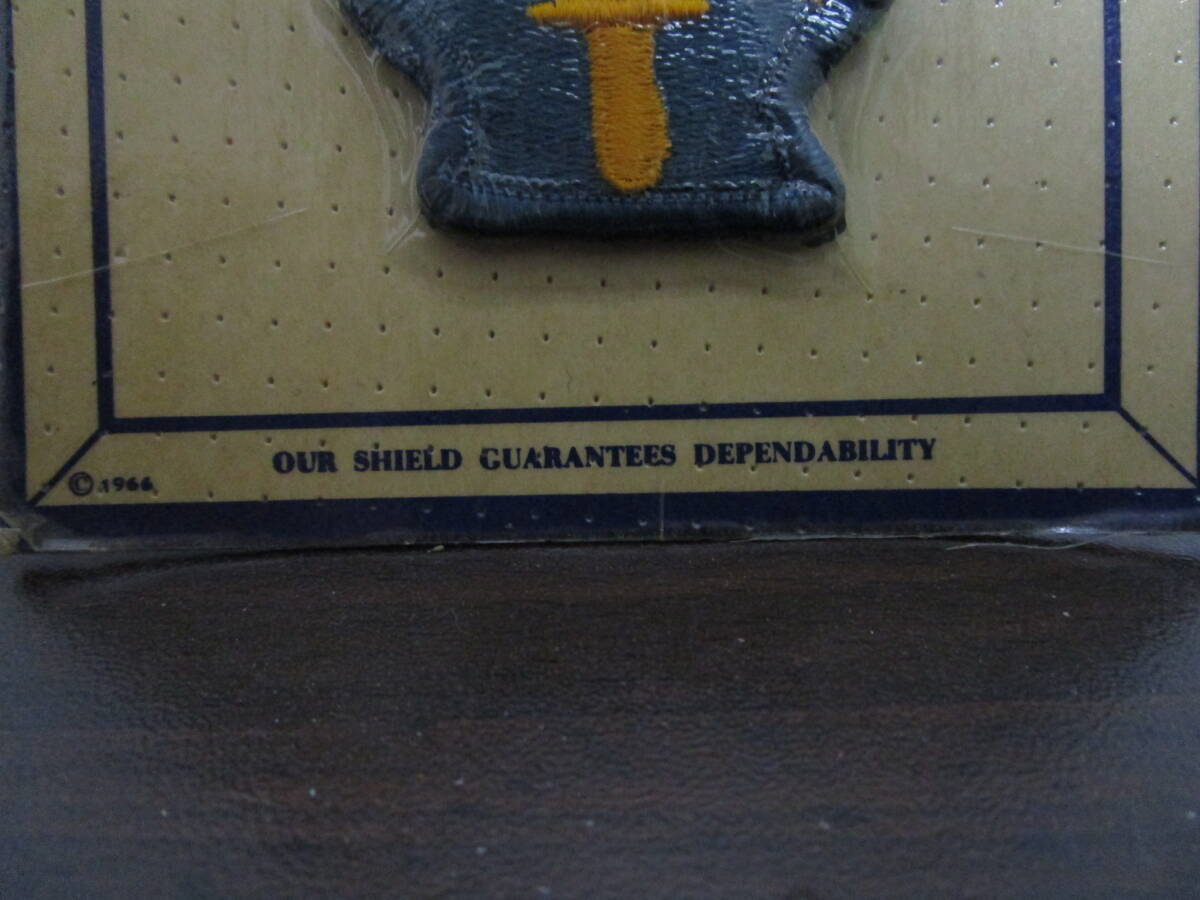 OUR SHIELD GUARANTEES DEPENDABILITY
© 1966